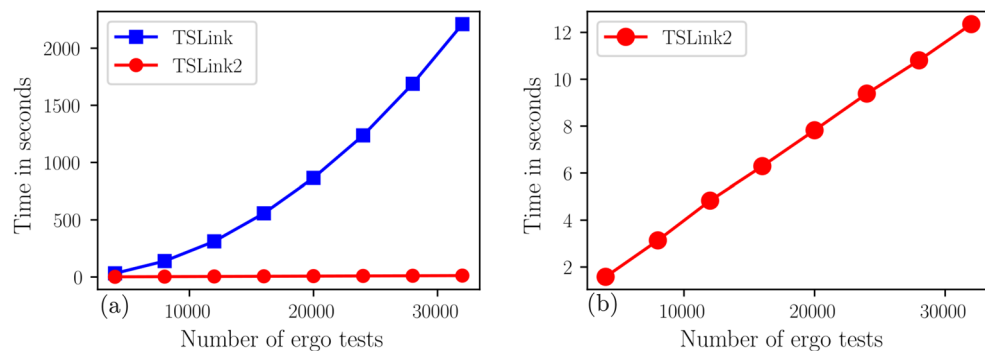 TSLink
TSLink2
2000
1500
1000
500
0
Time in seconds
(a)
10000 20000 30000
Number of ergo tests
TSLink2
12
10
8
6
4
2
Time in seconds
(b)
10000 20000 30000
Number of ergo tests